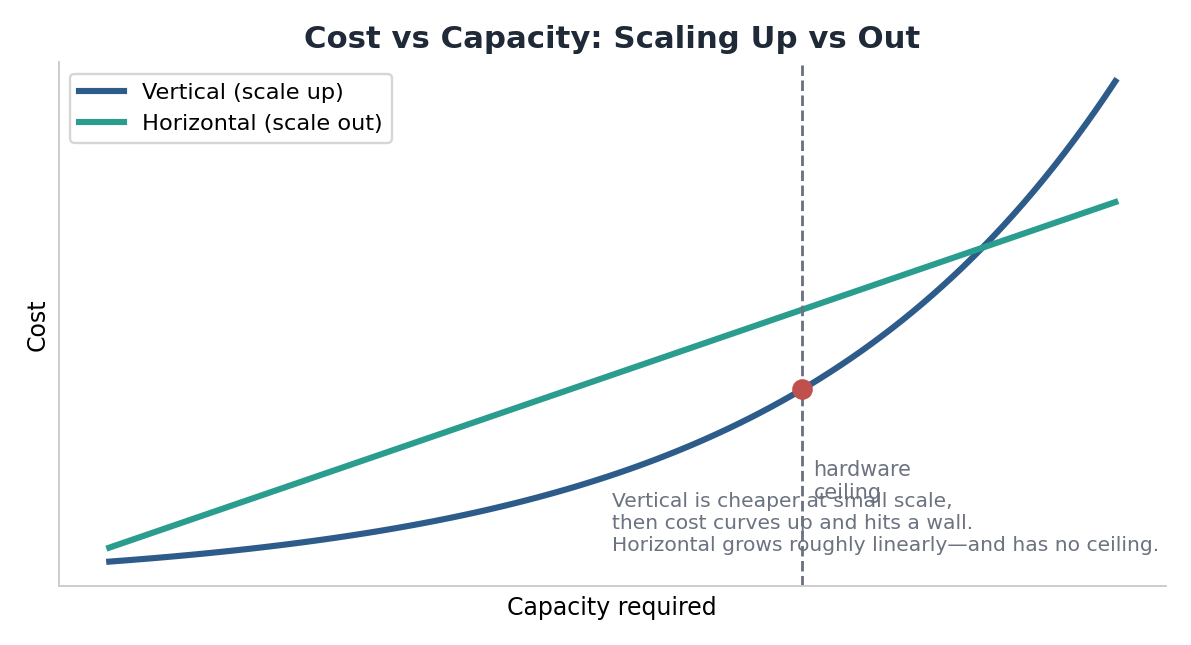 Cost vs Capacity: Scaling Up vs Out
Vertical (scale up)
Horizontal (scale out)
Cost
hardware
ceiling
Vertical is cheaper at small scale,
then cost curves up and hits a wall.
Horizontal grows roughly linearly—and has no ceiling.
Capacity required